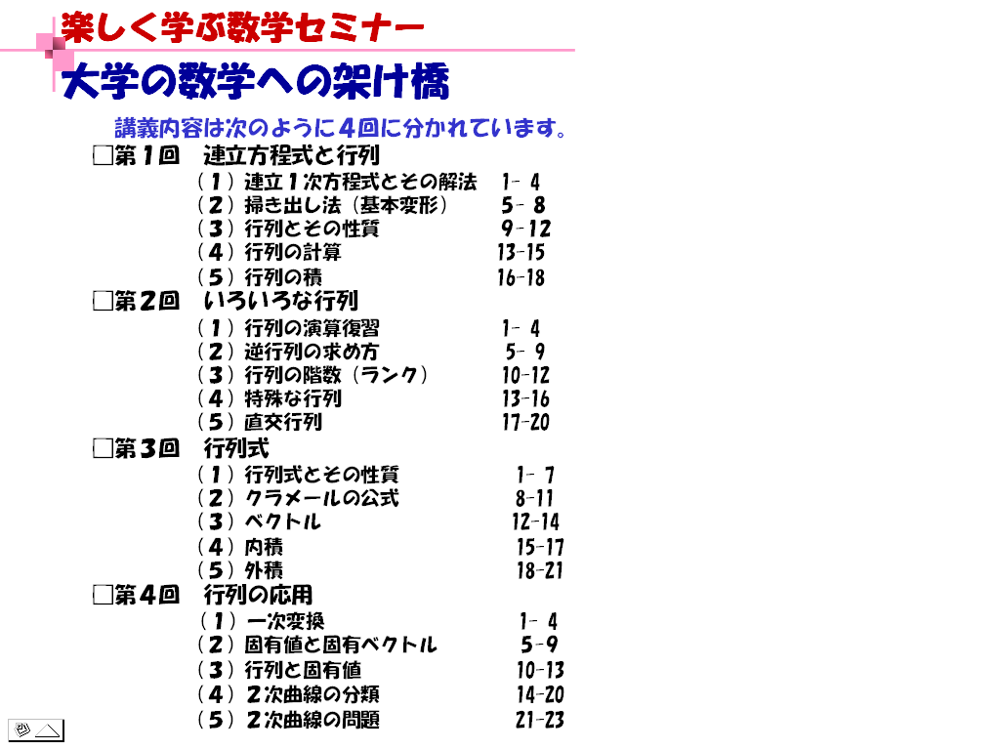 楽しく学ぶ数学セミナー
大学の数学への架け橋
講義内容は次のように４回に分かれています。
□第１回　連立方程式と行列
（１）連立１次方程式とその解法　1- 4
（２）掃き出し法（基本変形）　5- 8
（３）行列とその性質　9-12
（４）行列の計算　13-15
（５）行列の積　16-18
□第２回　いろいろな行列
（１）行列の演算復習　1- 4
（２）逆行列の求め方　5- 9
（３）行列の階数（ランク）　10-12
（４）特殊な行列　13-16
（５）直交行列　17-20
□第３回　行列式
（１）行列式とその性質　1- 7
（２）クラメールの公式　8-11
（３）ベクトル　12-14
（４）内積　15-17
（５）外積　18-21
□第４回　行列の応用
（１）一次変換　1- 4
（２）固有値と固有ベクトル　5-9
（３）行列と固有値　10-13
（４）２次曲線の分類　14-20
（５）２次曲線の問題　21-23